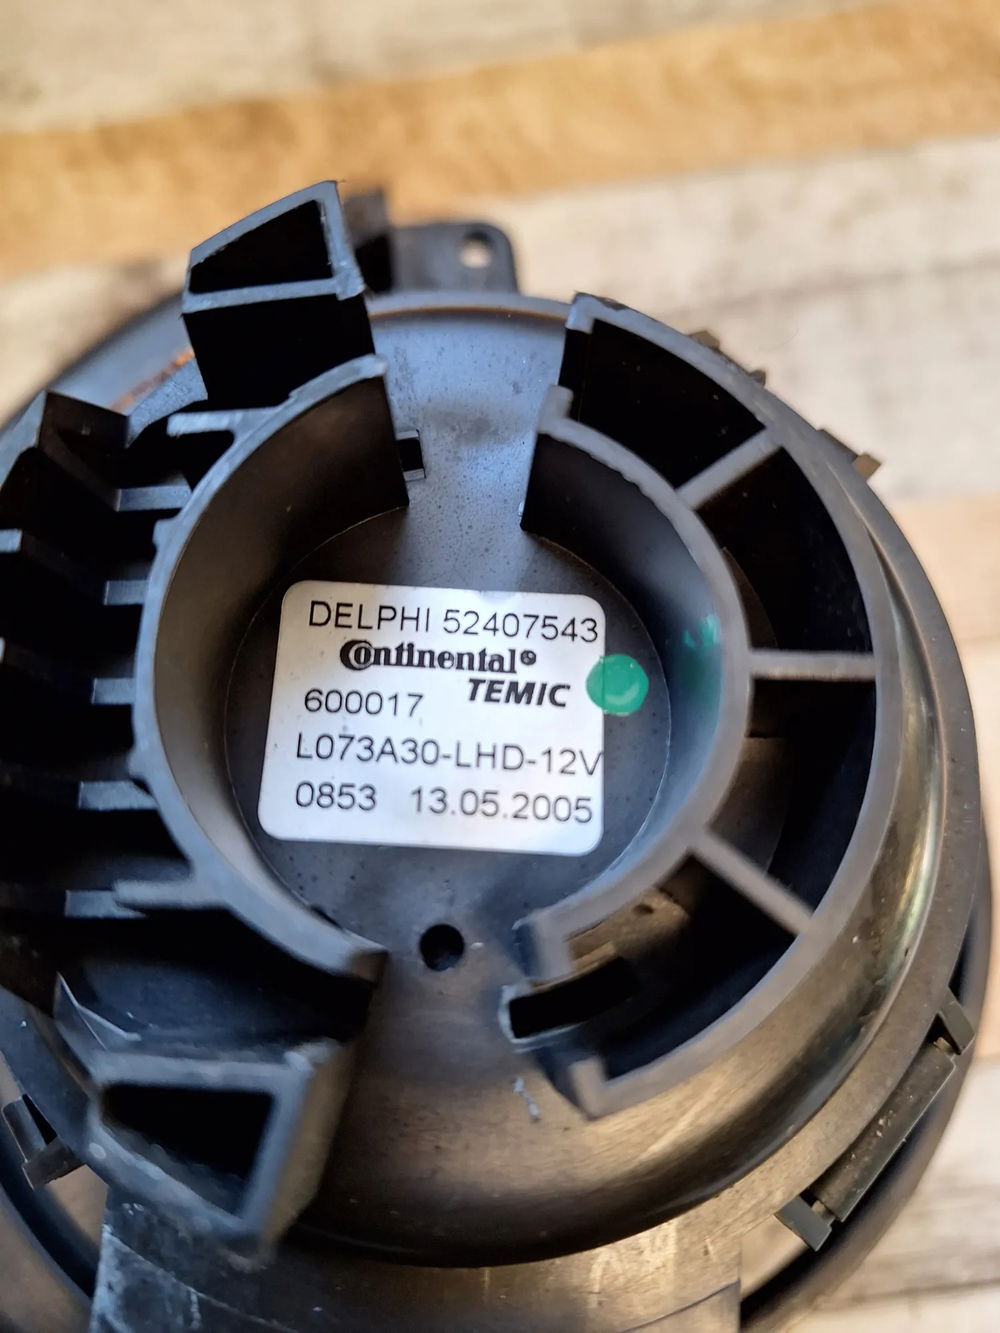 DELPHI 52407543
Continental
TEMIC
600017
L073A30-LHD-12V
0853 13.05.2005